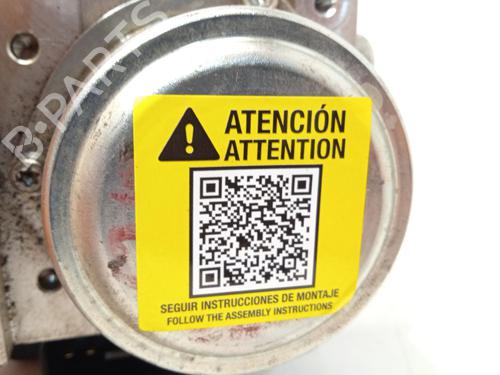 B-PARTS
ATENCIÓN
ATTENTION
SEGUIR INSTRUCCIONES DE MONTAJE
FOLLOW THE ASSEMBLY INSTRUCTIONS